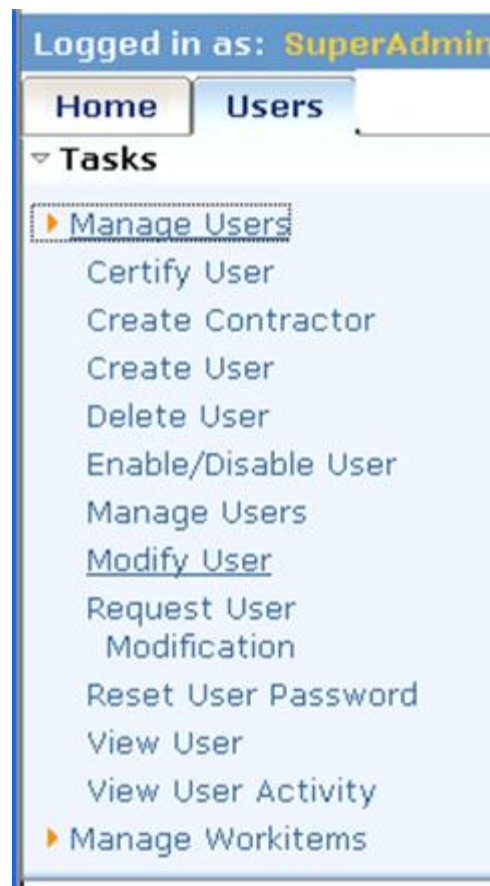 Logged in as: SuperAdmin
Home Users
Tasks
Manage Users
Certify User
Create Contractor
Create User
Delete User
Enable/Disable User
Manage Users
Modify User
Request User
Modification
Reset User Password
View User
View User Activity
Manage Workitems